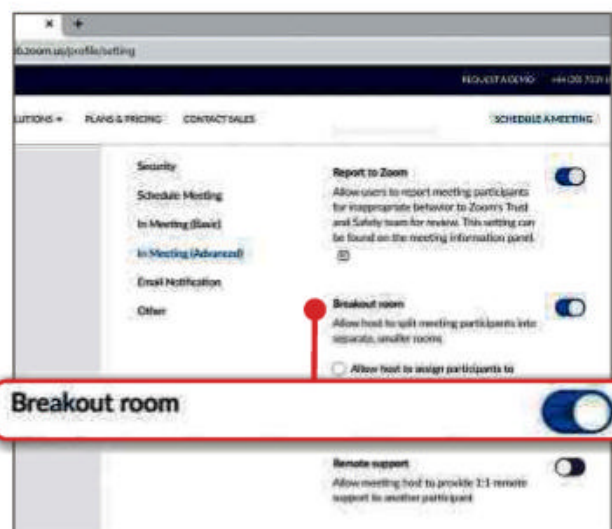 zoom.us/profile/setting
REQUEST A DEMO
PLANS & PRICING CONTACT SALES
SCHEDULE A MEETING
Security
Schedule Meeting
In Meeting (Basic)
In Meeting (Advanced)
Email Notification
Other
Report to Zoom
Allow users to report meeting participants
for inappropriate behavior to Zoom's Trust
and Safety team for review. This setting can
be found on the meeting information panel.
Breakout room
Allow host to split meeting participants into
separate, smaller rooms
Allow host to assign participants to
Breakout room
Remote support
Allow meeting host to provide 1:1 remote
support to another participant